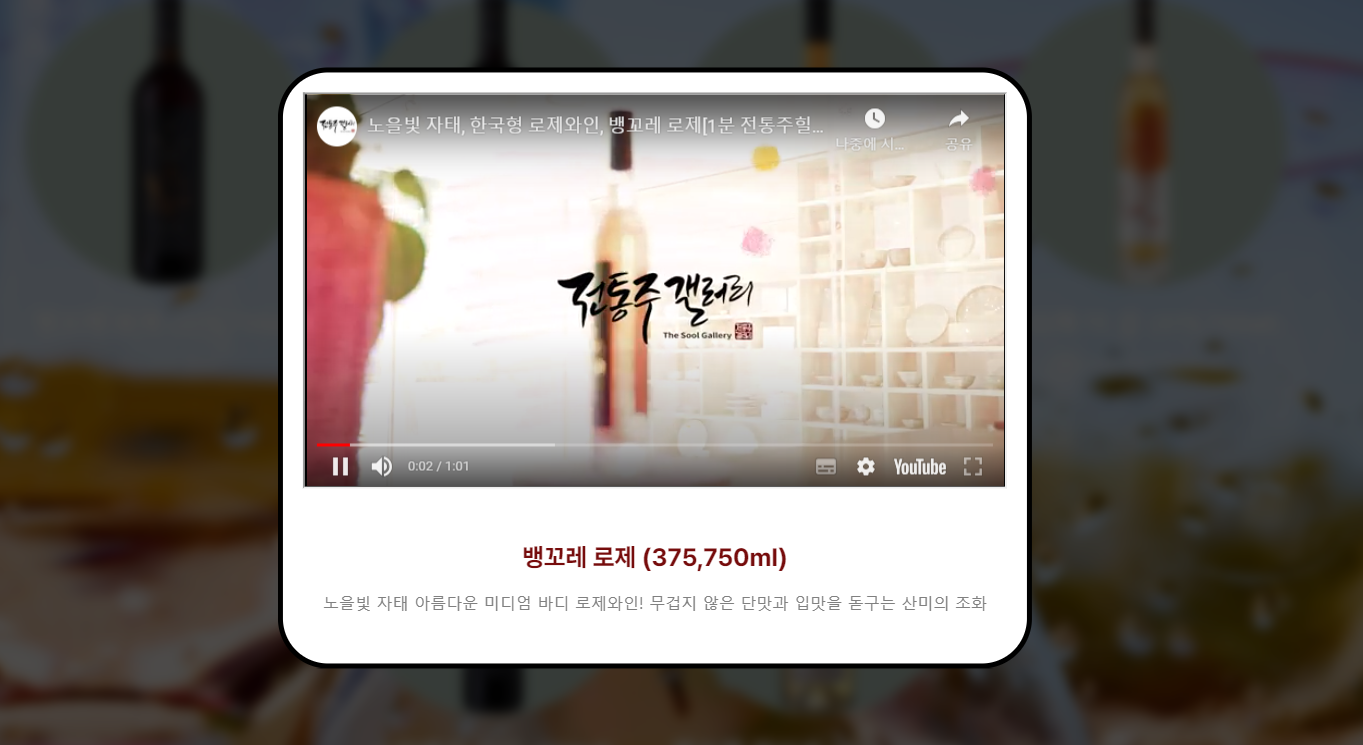 노을빛 자태, 한국형 로제와인, 뱅꼬레 로제[1분 전통주힐...
나중에 시...
공유
전통주 갤러리
The Sool Gallery
0:02 / 1:01
YouTube
뱅꼬레 로제 (375,750ml)
노을빛 자태 아름다운 미디엄 바디 로제와인! 무겁지 않은 단맛과 입맛을 돋구는 산미의 조화